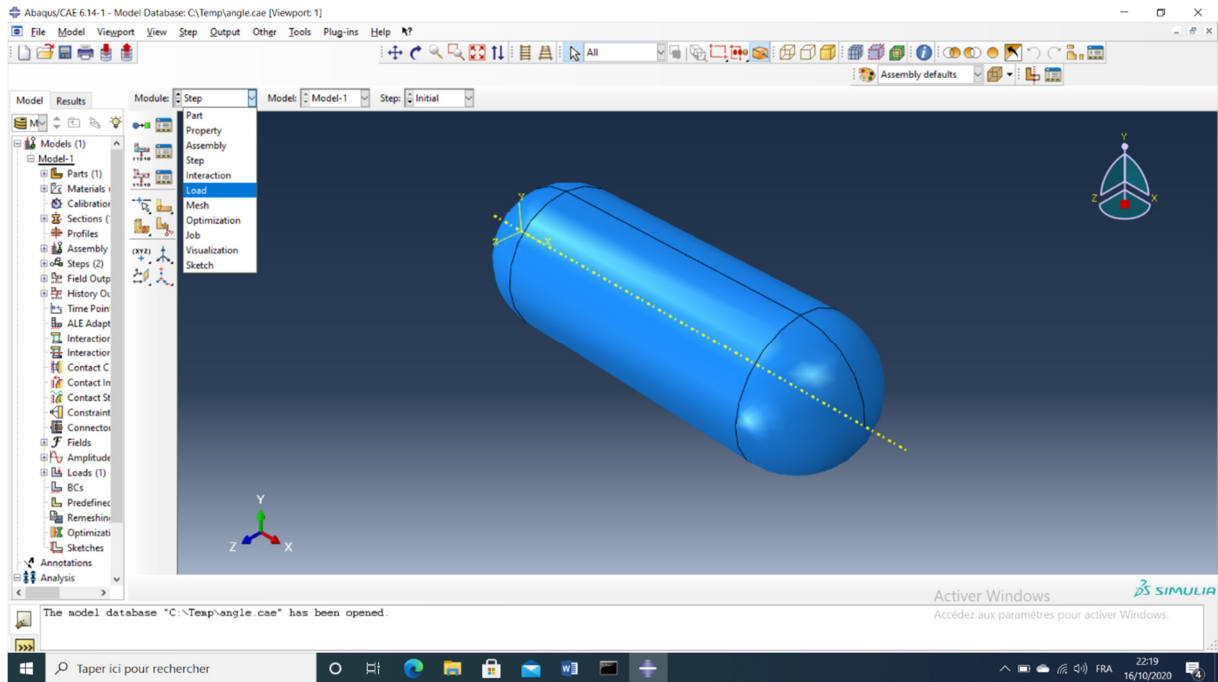 Abaqus/CAE 6.14-1 - Model Database: C:\Temp\angle.cae [Viewport: 1]
File Model Viewport View Step Output Other Tools Plug-ins Help
All
Assembly defaults
Model Results
Module: Step Model: Model-1 Step: Initial
Part
Property
Assembly
Step
Interaction
Load
Mesh
Optimization
Job
Visualization
Sketch
M
Models (1)
Model-1
Parts (1)
Materials
Calibration
Sections (
Profiles
Assembly
Steps (2)
Field Outp
History Ou
Time Poin
ALE Adapt
Interaction
Interaction
Contact C
Contact In
Contact St
Constraint
Connector
Fields
Amplitude
Loads (1)
BCs
Predefined
Remeshin
Optimizati
Sketches
Annotations
Analysis
(XYZ)
Y
Z X
Y
Z X
Y
Z X
SIMULIA
Activer Windows
Accédez aux paramètres pour activer Windows.
The model database "C:\Temp\angle.cae" has been opened.
>>>
Taper ici pour rechercher
FRA
22:19
16/10/2020
4